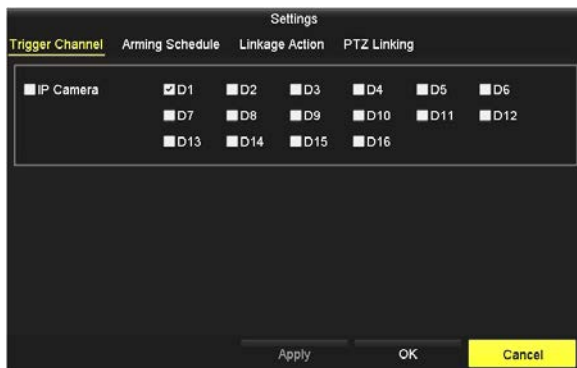 Settings
Trigger Channel Arming Schedule Linkage Action PTZ Linking
IP Camera D1 D2 D3 D4 D5 D6
D7 D8 D9 D10 D11 D12
D13 D14 D15 D16
Apply OK Cancel